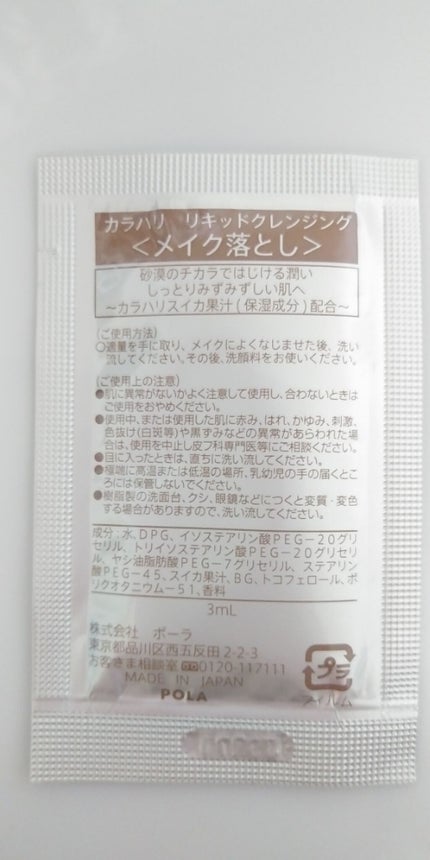 カラハリ リキッドクレンジング
＜メイク落とし＞
砂漠のチカラではじける潤い
しっとりみずみずしい肌へ
～カラハリスイカ果汁(保湿成分)配合～
(ご使用方法)
○適量を手に取り、メイクによくなじませた後、洗い
流してください。その後、洗顔料をお使いください。
(ご使用上の注意)
●肌に異常がないかよく注意して使用し、合わないときは
ご使用をおやめください。
●使用中、または使用した肌に赤み、はれ、かゆみ、刺激、
色抜け(白斑等)や黒ずみなどの異常があらわれた場
合は、使用を中止し皮フ科専門医等にご相談ください。
●目に入ったときは、直ちに洗い流してください。
●極端に高温または低温の場所、乳幼児の手の届くとこ
ろには保管しないでください。
●樹脂製の洗面台、クシ、眼鏡などにつくと変質・変色
する場合がありますので、洗い流してください。
成分：水、DPG、イソステアリン酸PEG－20グリ
セリル、トリイソステアリン酸PEG－20グリセリ
ル、ヤシ油脂肪酸PEG－7グリセリル、ステアリン
酸PEG－45、スイカ果汁、BG、トコフェロール、ポ
リクオタニウム－51、香料
3mL
株式会社 ポーラ
東京都品川区西五反田2-2-3
お客さま相談室 0120-117111
MADE IN JAPAN
POLA
プラ
フィルム